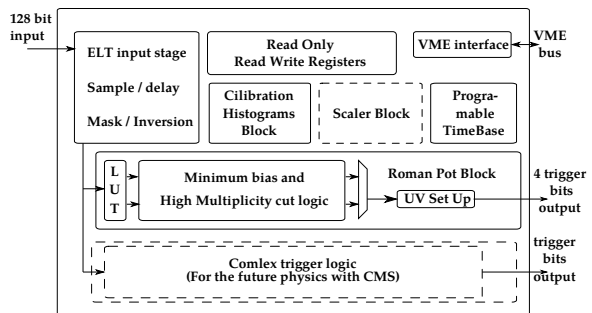 128 bit
input
ELT input stage
Sample / delay
Mask / Inversion
Read Only
Read Write Registers
VME interface
VME
bus
Cilibration
Histograms
Block
Scaler Block
Progra-
mable
TimeBase
L
U
T
Minimum bias and
High Multiplicity cut logic
Roman Pot Block
UV Set Up
4 trigger
bits
output
Comlex trigger logic
(For the future physics with CMS)
trigger
bits
output